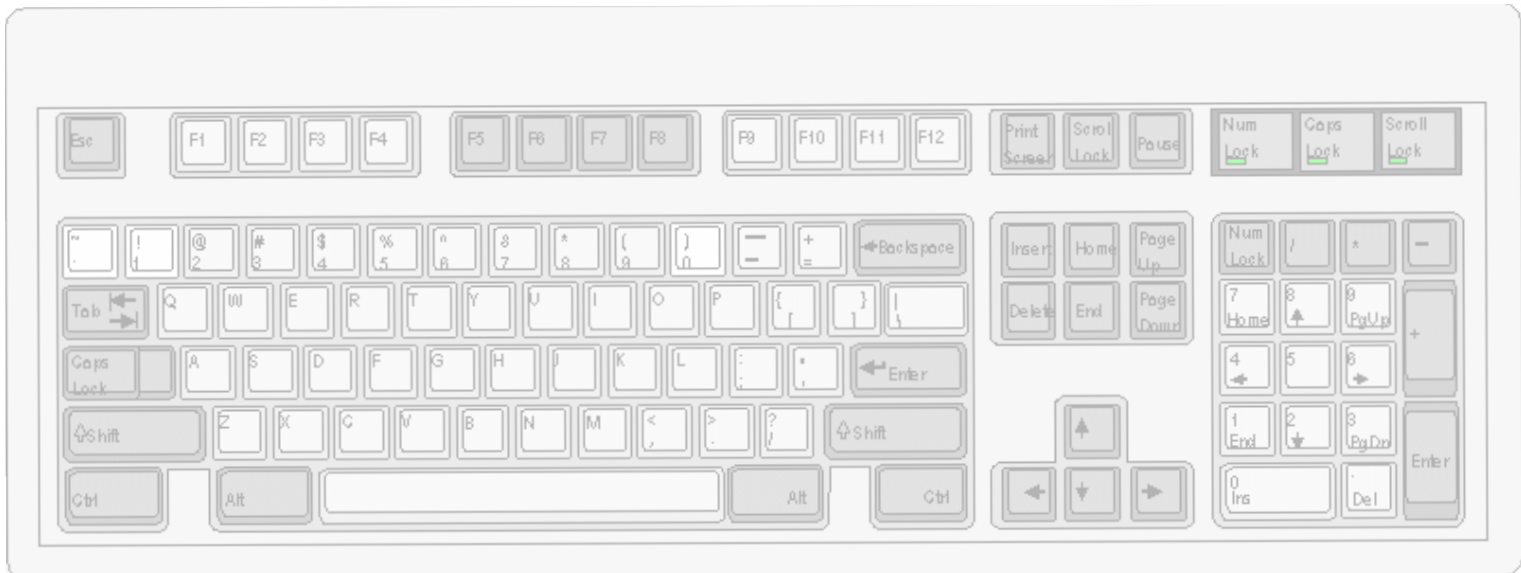 Esc F1 F2 F3 F4 F5 F6 F7 F8 F9 F10 F11 F12
Print Screen
Scrol Lock
Pause
Num Lock
Caps Lock
Scroll Lock
~ ! @ # $ % ^ * ( ) — +
1 2 3 4 5 6 7 8 9 0 - =
Backspace
Insert Home
Page Up
Num Lock
/ * -
Tab Q W E R T Y U I O P { } |
[ ] \
Delete End
Page Down
7 Home
8
9 PgUp
+
Caps Lock
A S D F G H J K L :
;
Enter
4 5 6
Shift Z X C V B N M < > ?
, . /
Shift
1 End
2
3 PgDn
Enter
Ctrl Alt Alt Ctrl
0 Ins
. Del